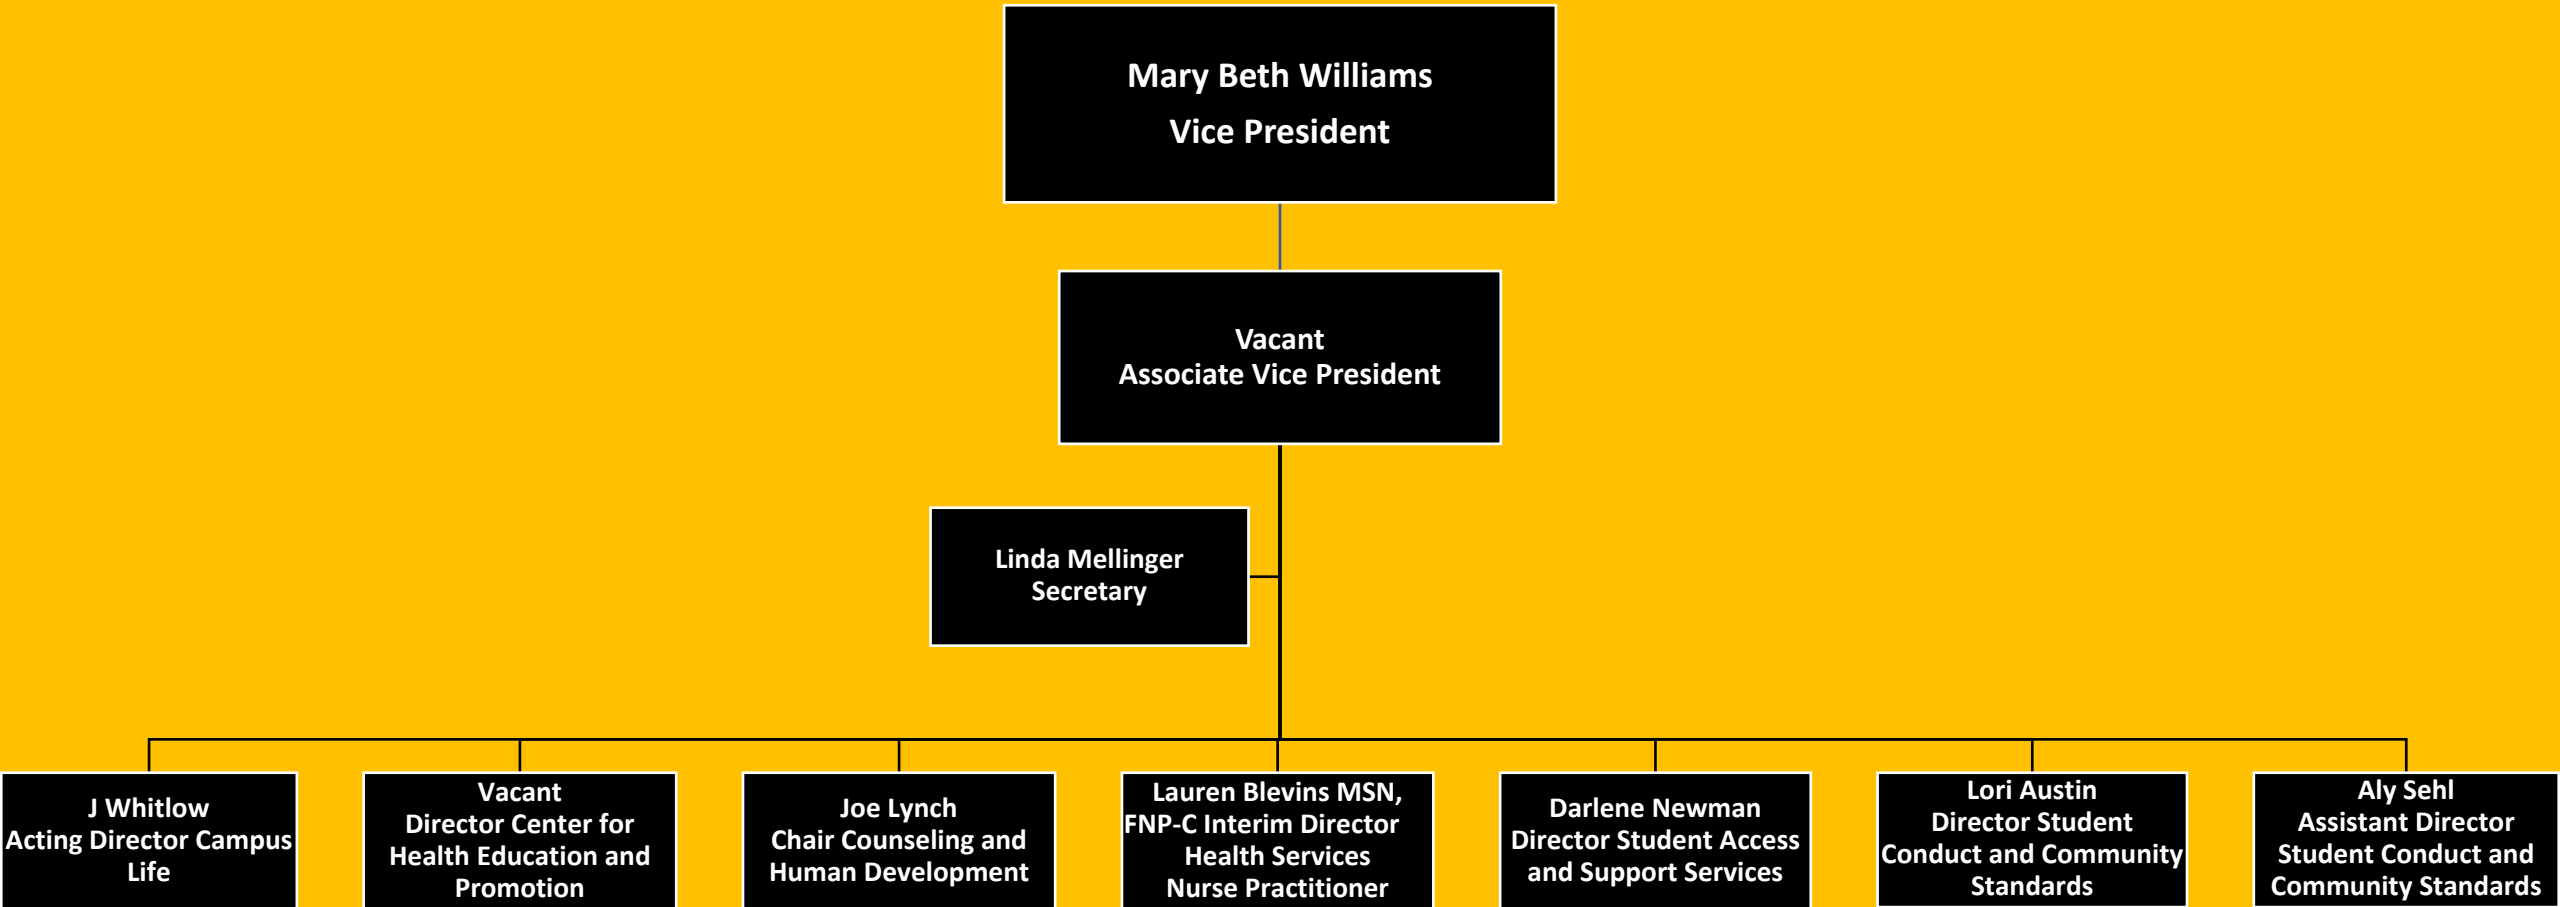 Mary Beth Williams
Vice President
Vacant
Associate Vice President
Linda Mellinger
Secretary
J Whitlow
Acting Director Campus
Life
Vacant
Director Center for
Health Education and
Promotion
Joe Lynch
Chair Counseling and
Human Development
Lauren Blevins MSN,
FNP-C Interim Director
Health Services
Nurse Practitioner
Darlene Newman
Director Student Access
and Support Services
Lori Austin
Director Student
Conduct and Community
Standards
Aly Sehl
Assistant Director
Student Conduct and
Community Standards